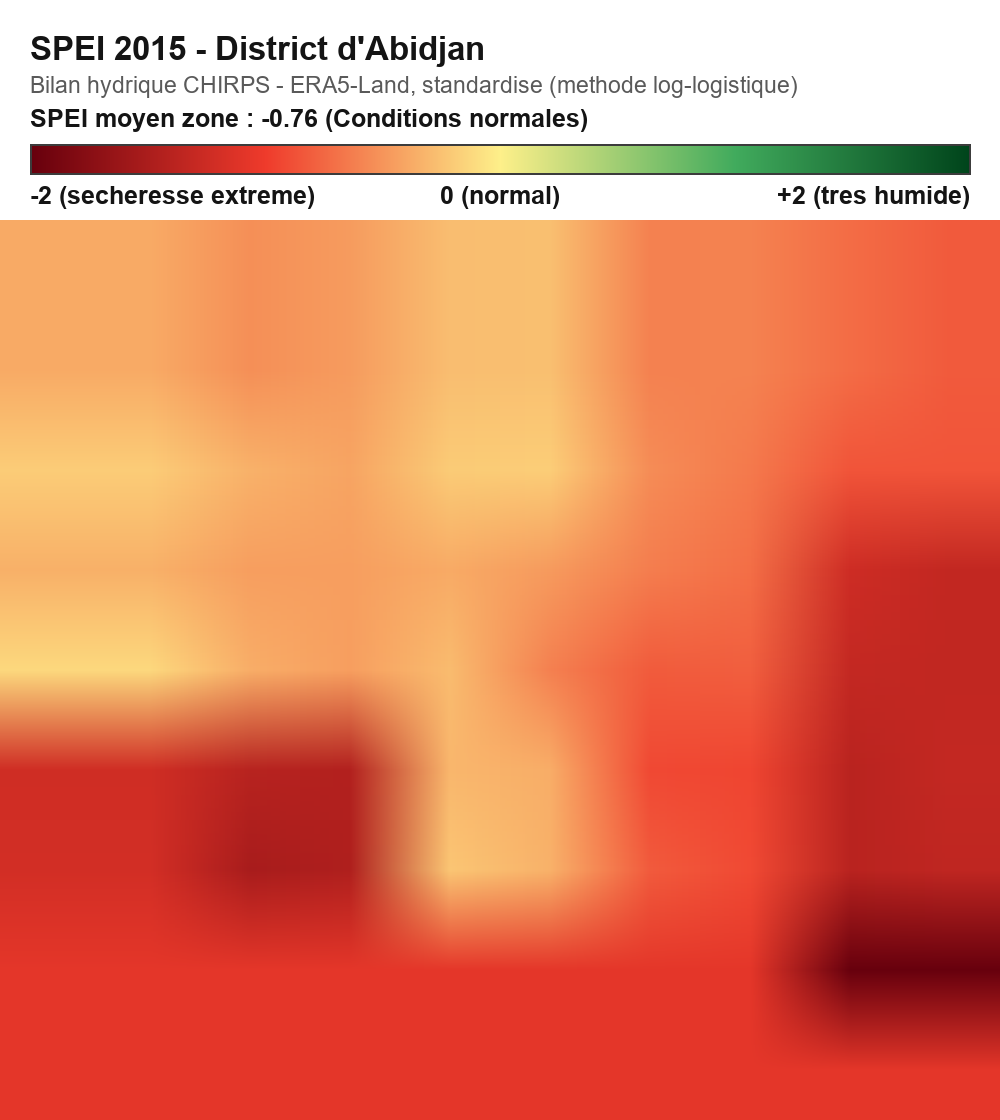 SPEI 2015 - District d'Abidjan
Bilan hydrique CHIRPS - ERA5-Land, standardise (methode log-logistique)
SPEI moyen zone : -0.76 (Conditions normales)
-2 (secheresse extreme) 0 (normal) +2 (tres humide)